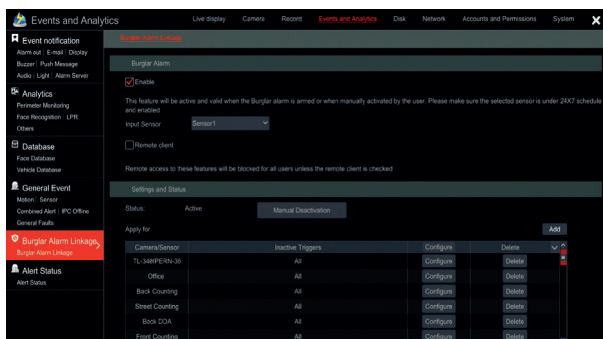 Events and Analytics
Live display Camera Record Events and Analytics Disk Network Accounts and Permissions System X
Event notification
Alarm out | E-mail | Display
Buzzer | Push Message
Audio | Light | Alarm Server
Analytics
Perimeter Monitoring
Face Recognition | LPR
Others
Database
Face Database
Vehicle Database
General Event
Motion | Sensor
Combined Alert | IPC Offline
General Faults
Burglar Alarm Linkage
Burglar Alarm Linkage
Alert Status
Alert Status
Burglar Alarm Linkage
Burglar Alarm
Enable
This feature will be active and valid when the Burglar alarm is armed or when manually activated by the user. Please make sure the selected sensor is under 24X7 schedule
and enabled
Input Sensor Sensor1
Remote client
Remote access to these features will be blocked for all users unless the remote client is checked
Settings and Status
Status: Active Manual Deactivation
Apply for Add
Camera/Sensor Inactive Triggers Configure Delete
TL-348IPERN-36 All Configure Delete
Office All Configure Delete
Back Counting All Configure Delete
Street Counting All Configure Delete
Back DDA All Configure Delete
Front Counting All Configure Delete